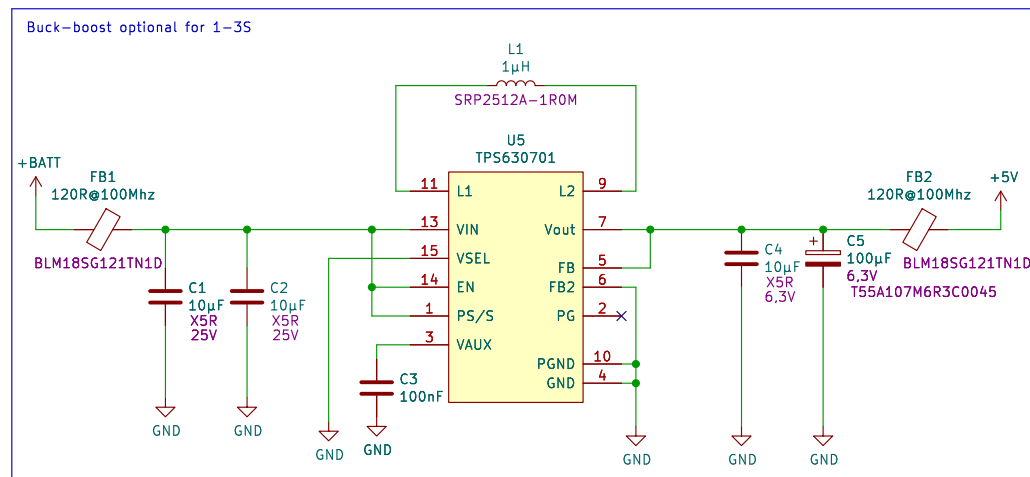 Buck-boost optional for 1-3S
L1
1µH
SRP2512A-1R0M
U5
TPS630701
+BATT
FB1
120R@100Mhz
BLM18SG121TN1D
FB2
120R@100Mhz
+5V
BLM18SG121TN1D
11 L1
L2 9
13 VIN
Vout 7
15 VSEL
FB 5
14 EN
FB2 6
1 PS/S
PG 2
3 VAUX
PGND 10
GND 4
C1
10µF
X5R
25V
C2
10µF
X5R
25V
C3
100nF
C4
10µF
X5R
6,3V
+
C5
100µF
6,3V
T55A107M6R3C0045
GND
GND
GND
GND
GND
GND
GND